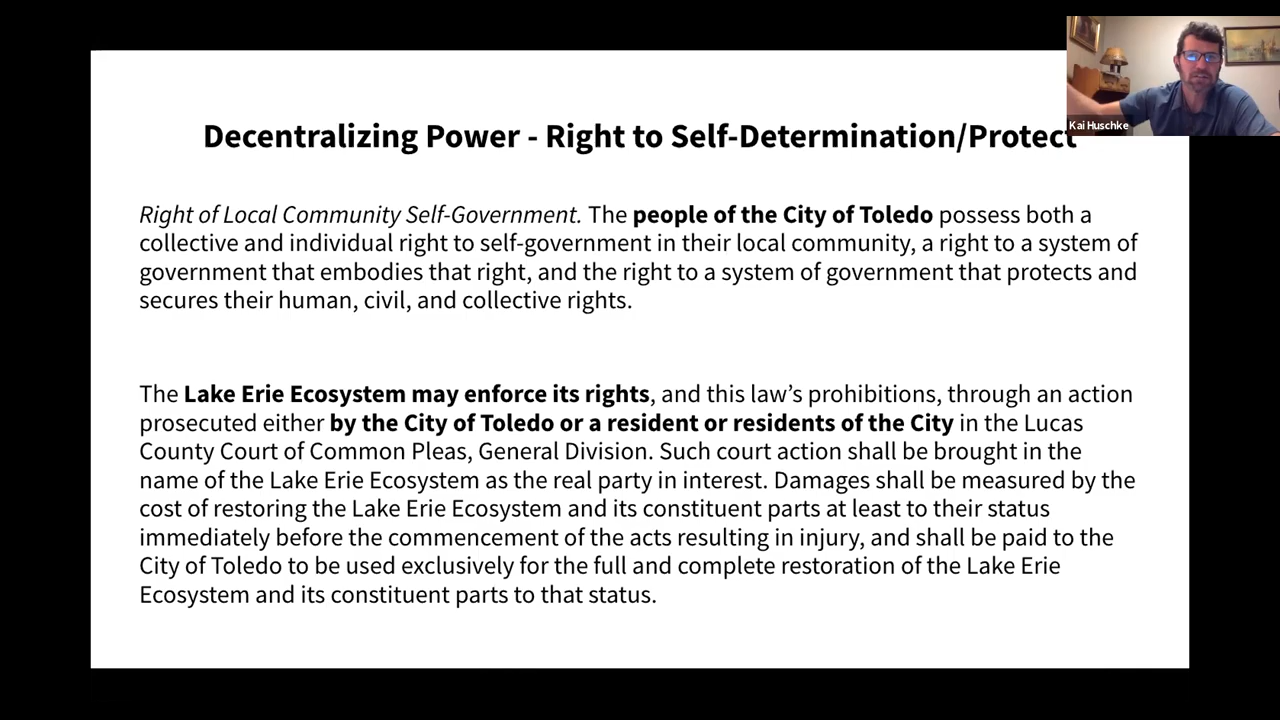 Decentralizing Power - Right to Self-Determination/Protect
Kai Huschke
Right of Local Community Self-Government. The people of the City of Toledo possess both a
collective and individual right to self-government in their local community, a right to a system of
government that embodies that right, and the right to a system of government that protects and
secures their human, civil, and collective rights.
The Lake Erie Ecosystem may enforce its rights, and this law’s prohibitions, through an action
prosecuted either by the City of Toledo or a resident or residents of the City in the Lucas
County Court of Common Pleas, General Division. Such court action shall be brought in the
name of the Lake Erie Ecosystem as the real party in interest. Damages shall be measured by the
cost of restoring the Lake Erie Ecosystem and its constituent parts at least to their status
immediately before the commencement of the acts resulting in injury, and shall be paid to the
City of Toledo to be used exclusively for the full and complete restoration of the Lake Erie
Ecosystem and its constituent parts to that status.